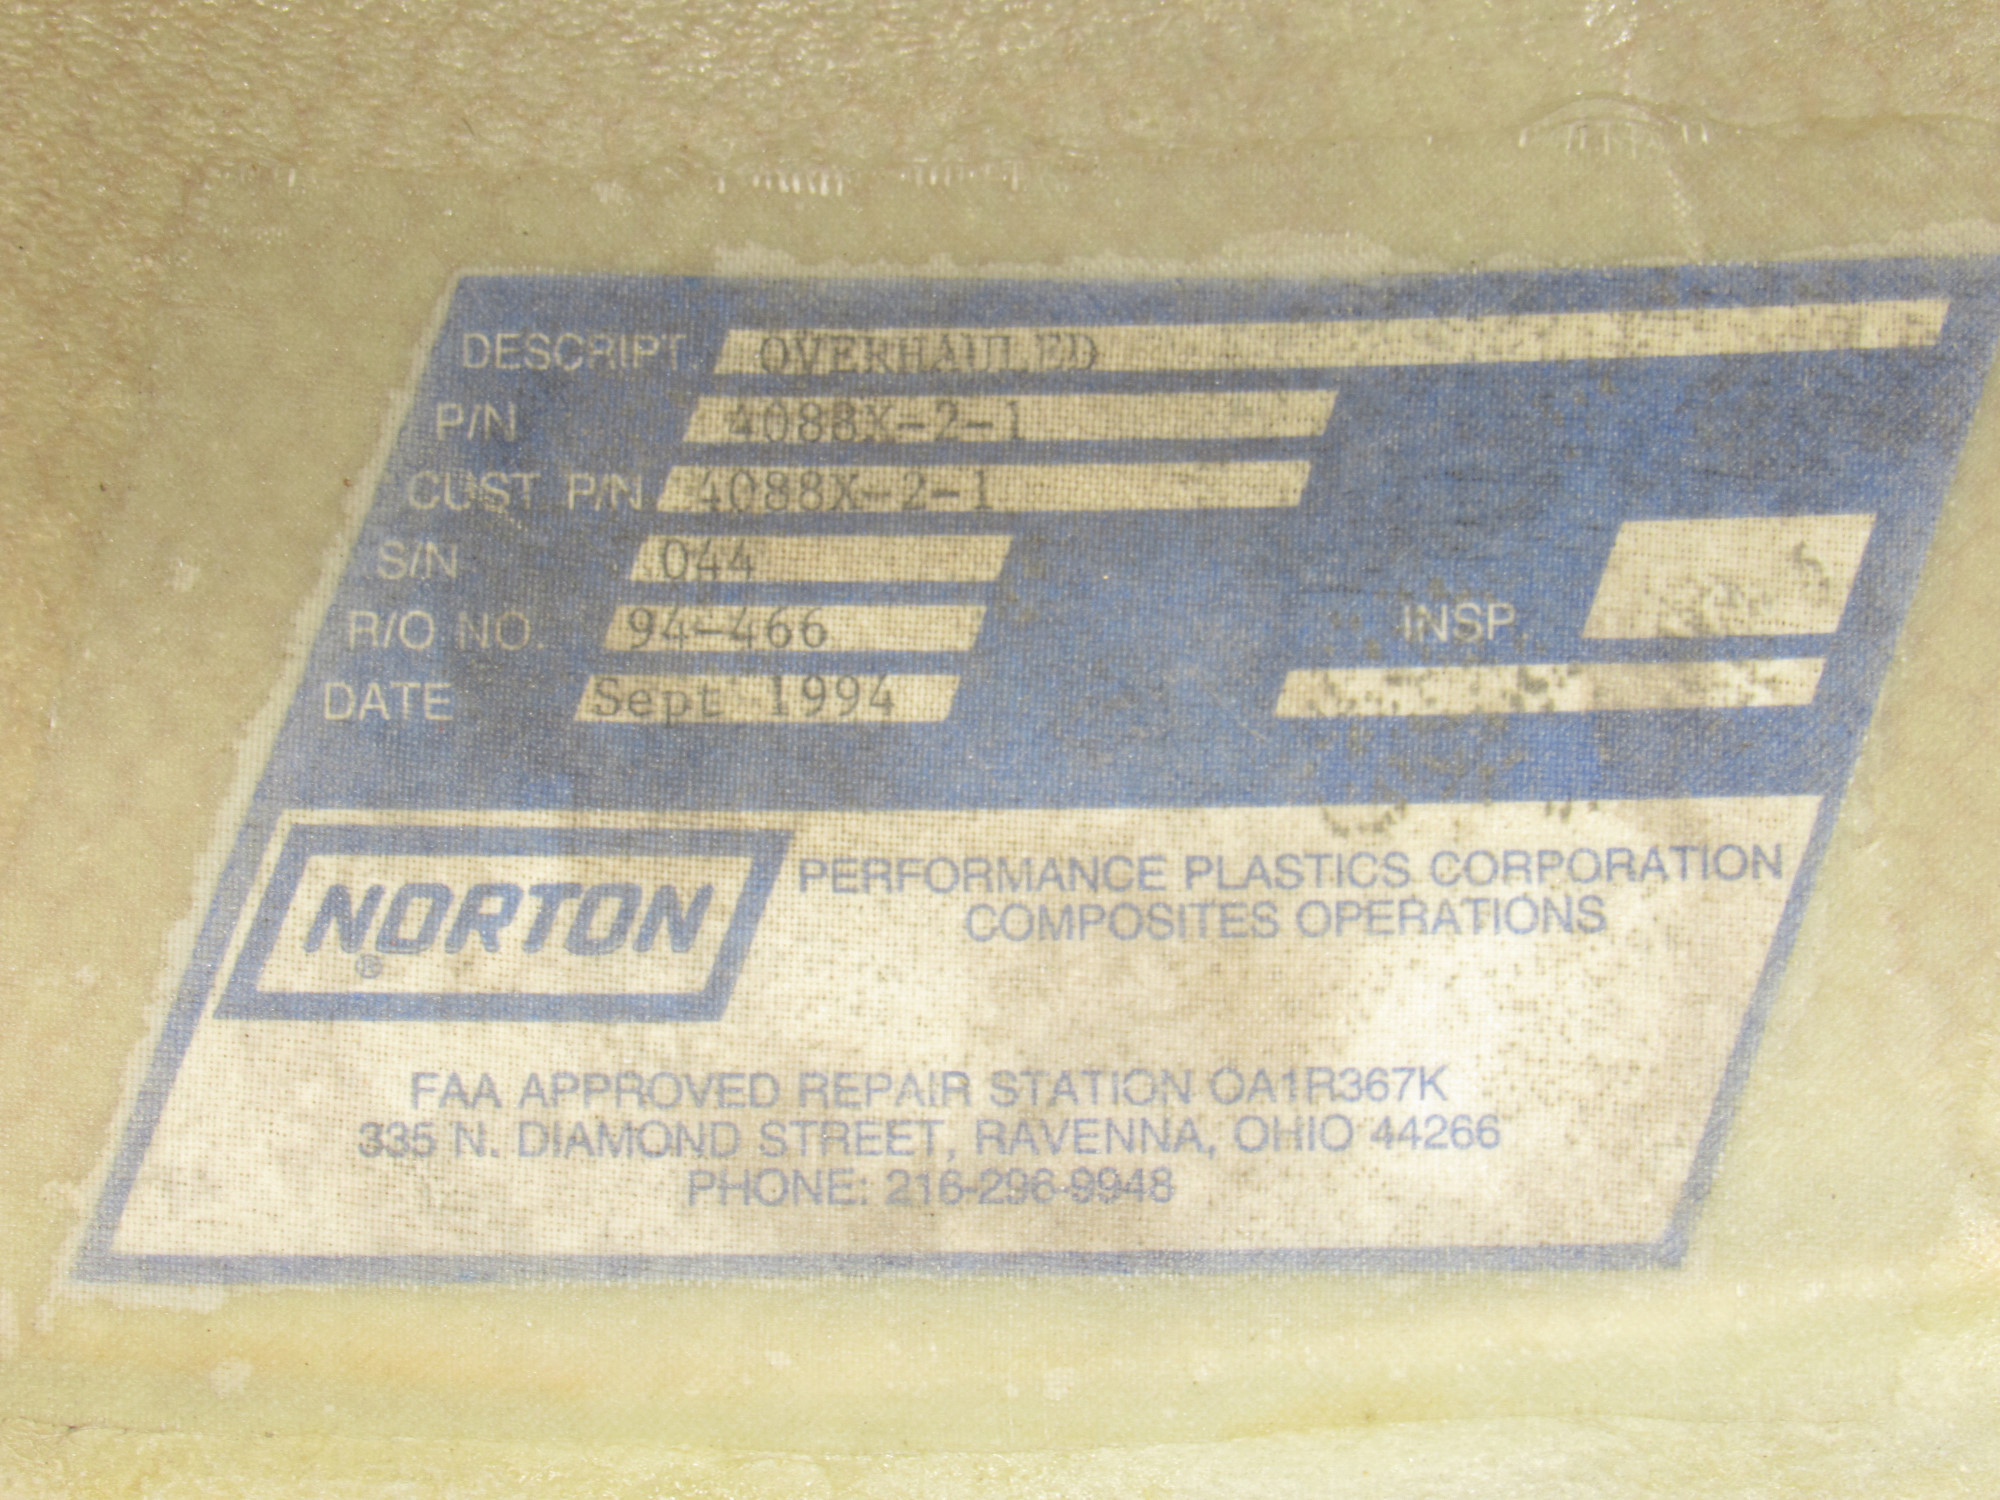 DESCRIPT. OVERHAULED
P/N 4088X-2-1
CUST P/N 4088X-2-1
S/N 044
R/O NO. 94-466
INSP.
DATE Sept 1994
NORTON®
PERFORMANCE PLASTICS CORPORATION
COMPOSITES OPERATIONS
FAA APPROVED REPAIR STATION OA1R367K
335 N. DIAMOND STREET, RAVENNA, OHIO 44266
PHONE: 216-296-9948